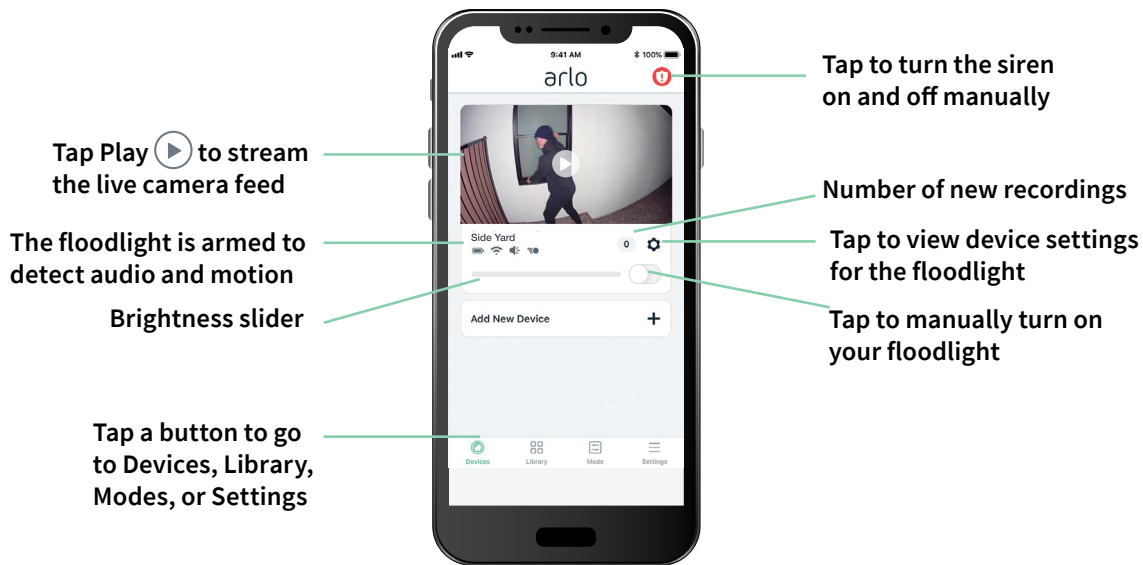 9:41 AM
100%
arlo
Tap to turn the siren
on and off manually
Tap Play to stream
the live camera feed
Number of new recordings
The floodlight is armed to
detect audio and motion
Side Yard
0
Tap to view device settings
for the floodlight
Brightness slider
Tap to manually turn on
your floodlight
Add New Device
Tap a button to go
to Devices, Library,
Modes, or Settings
Devices
Library
Mode
Settings